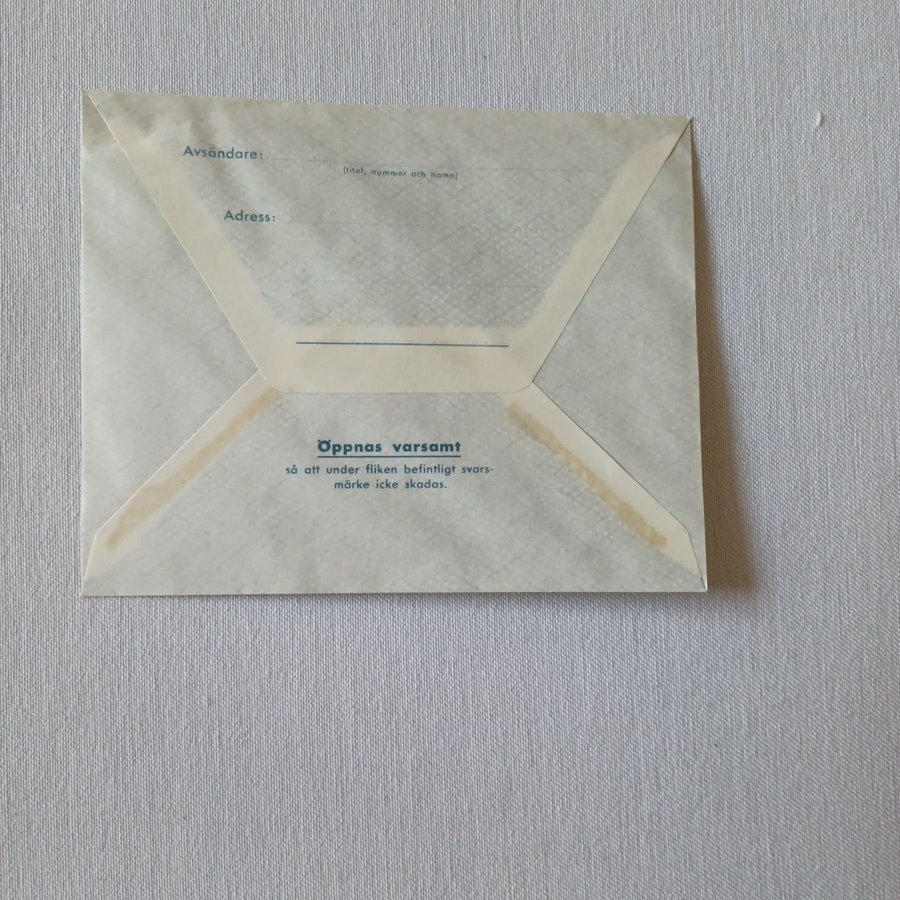 Avsändare:
(titel, nummer och namn)
Adress:
Öppnas varsamt
så att under fliken befintligt svars-
märke icke skadas.